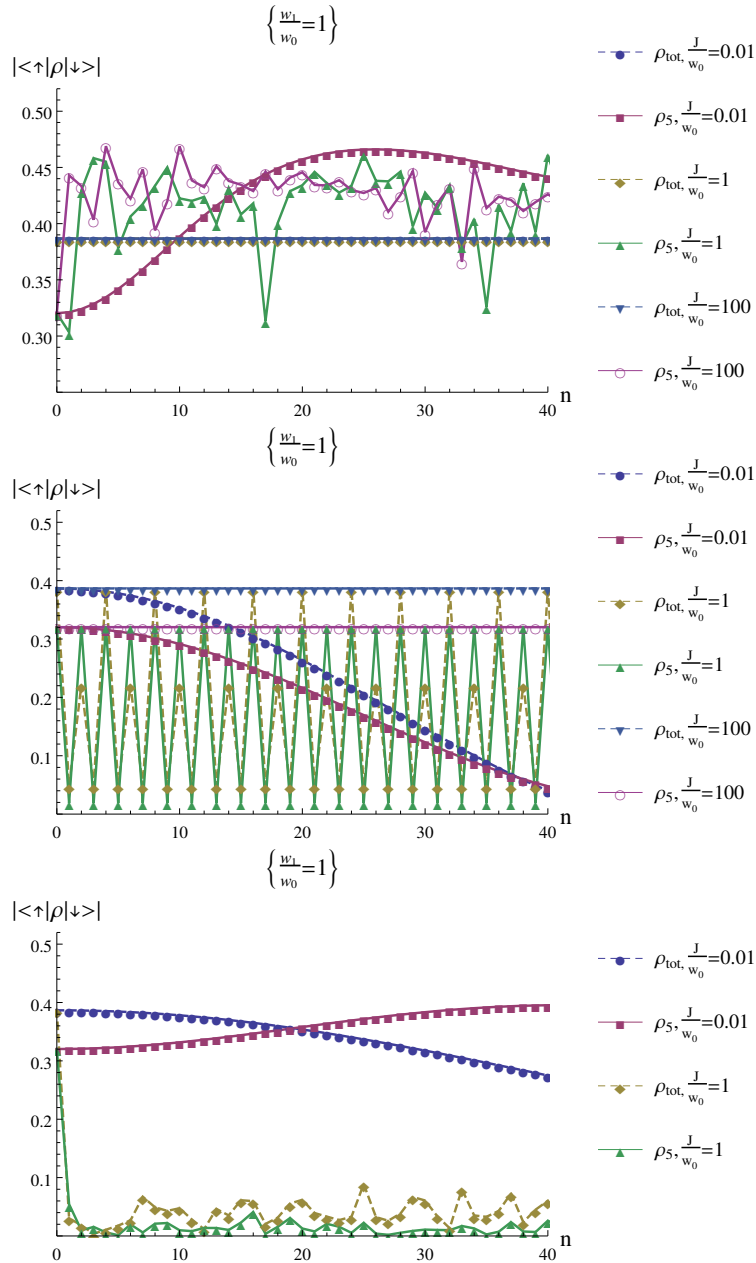 {w₁/w₀=1}
|<↑|ρ|↓>|
0.50
0.45
0.40
0.35
0.30
0 10 20 30 40 n
ρtot, J/w₀=0.01
ρ₅, J/w₀=0.01
ρtot, J/w₀=1
ρ₅, J/w₀=1
ρtot, J/w₀=100
ρ₅, J/w₀=100
{w₁/w₀=1}
|<↑|ρ|↓>|
0.5
0.4
0.3
0.2
0.1
0 10 20 30 40 n
ρtot, J/w₀=0.01
ρ₅, J/w₀=0.01
ρtot, J/w₀=1
ρ₅, J/w₀=1
ρtot, J/w₀=100
ρ₅, J/w₀=100
{w₁/w₀=1}
|<↑|ρ|↓>|
0.5
0.4
0.3
0.2
0.1
0 10 20 30 40 n
ρtot, J/w₀=0.01
ρ₅, J/w₀=0.01
ρtot, J/w₀=1
ρ₅, J/w₀=1